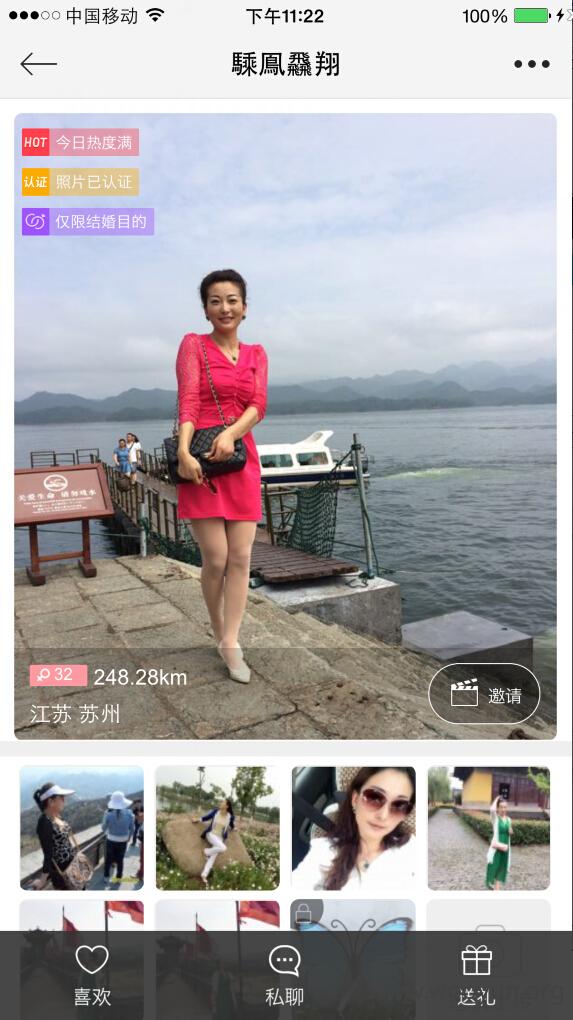 中国移动
下午11:22
100%
騄鳳飝翔
HOT 今日热度满
认证 照片已认证
仅限结婚目的
关爱生命 请勿戏水
32 248.28km
江苏 苏州
邀请
喜欢
私聊
送礼